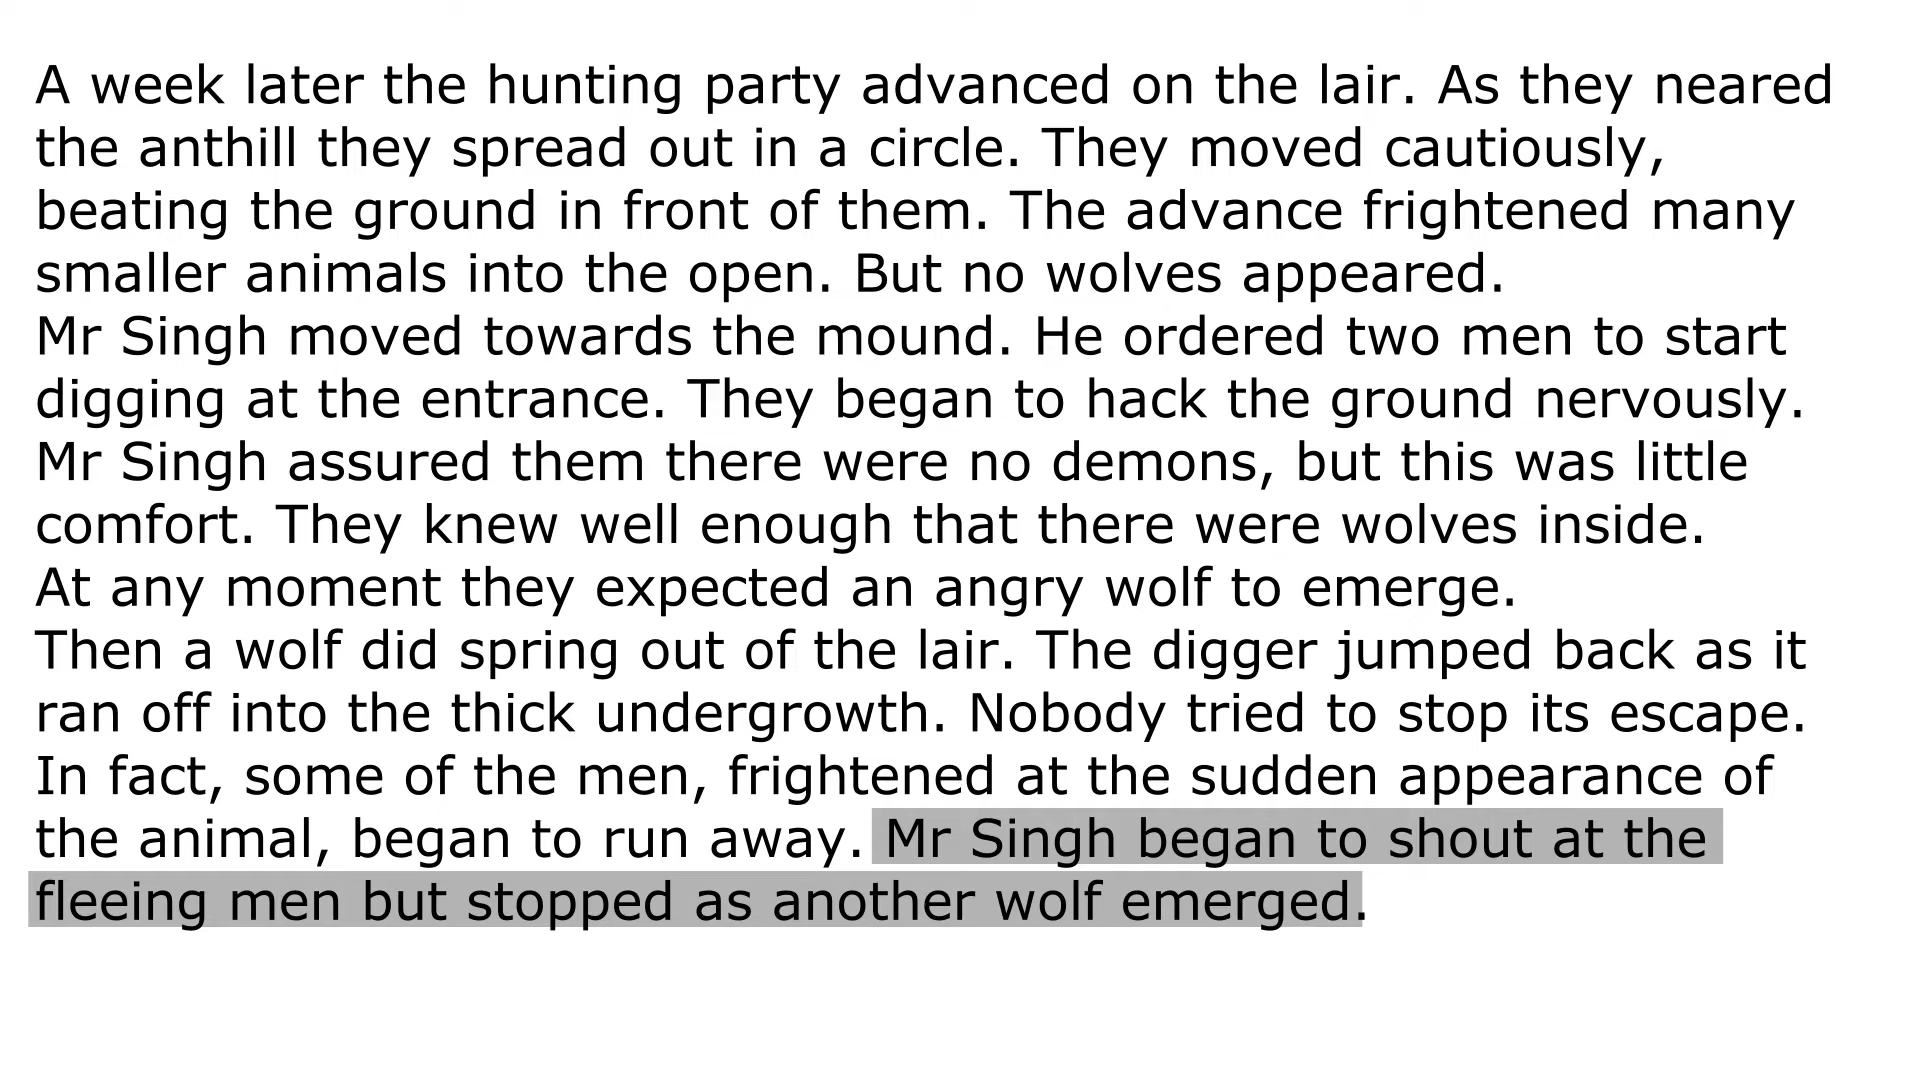 A week later the hunting party advanced on the lair. As they neared
the anthill they spread out in a circle. They moved cautiously,
beating the ground in front of them. The advance frightened many
smaller animals into the open. But no wolves appeared.
Mr Singh moved towards the mound. He ordered two men to start
digging at the entrance. They began to hack the ground nervously.
Mr Singh assured them there were no demons, but this was little
comfort. They knew well enough that there were wolves inside.
At any moment they expected an angry wolf to emerge.
Then a wolf did spring out of the lair. The digger jumped back as it
ran off into the thick undergrowth. Nobody tried to stop its escape.
In fact, some of the men, frightened at the sudden appearance of
the animal, began to run away. Mr Singh began to shout at the
fleeing men but stopped as another wolf emerged.